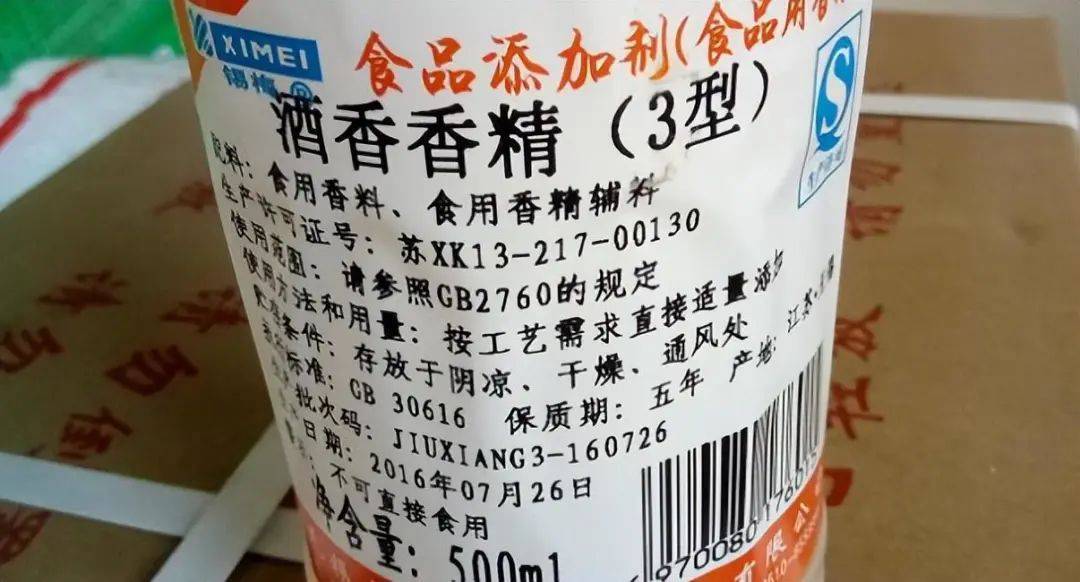 XIMEI
锡梅®
食品添加剂(食品用香
酒香香精（3型）
配料：食用香料、食用香精辅料
生产许可证号：苏XK13-217-00130
使用范围：请参照GB2760的规定
使用方法和用量：按工艺需求直接适量添加
贮存条件：存放于阴凉、干燥、通风处
标准：GB 30616 保质期：五年 产地：江苏·
批次码：JIUXIANG3-160726
日期：2016年07月26日
不可直接食用
净含量：500ml
970080176015
限公